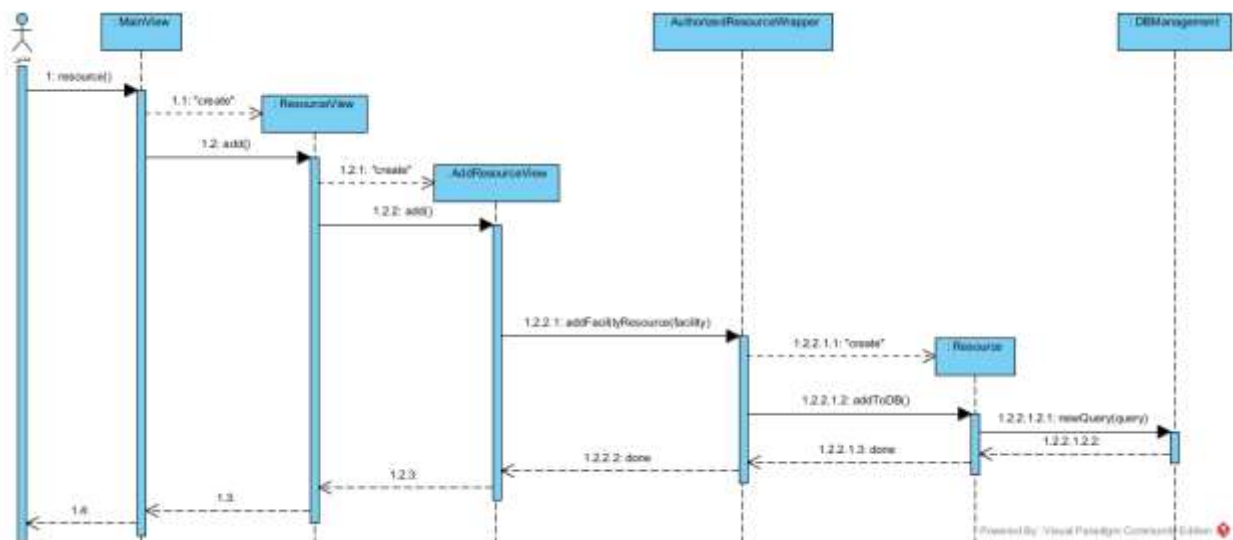 MainView
AuthorizedResourceWrapper
DBManagement
1: resource()
1.1: "create"
ResourceView
1.2: add()
1.2.1: "create"
AddResourceView
1.2.2: add()
1.2.2.1: addFacilityResource(facility)
1.2.2.1.1: "create"
Resource
1.2.2.1.2: addToDB()
1.2.2.1.2.1: newQuery(query)
1.2.2.1.2.2:
1.2.2.1.3: done
1.2.2.2: done
1.2.3:
1.3:
Powered By: Visual Paradigm Community Edition